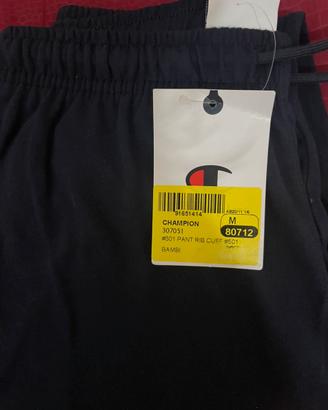 91651414
CHAMPION
M
307051
80712
#501 PANT RIB CUFF #501
BAMBI